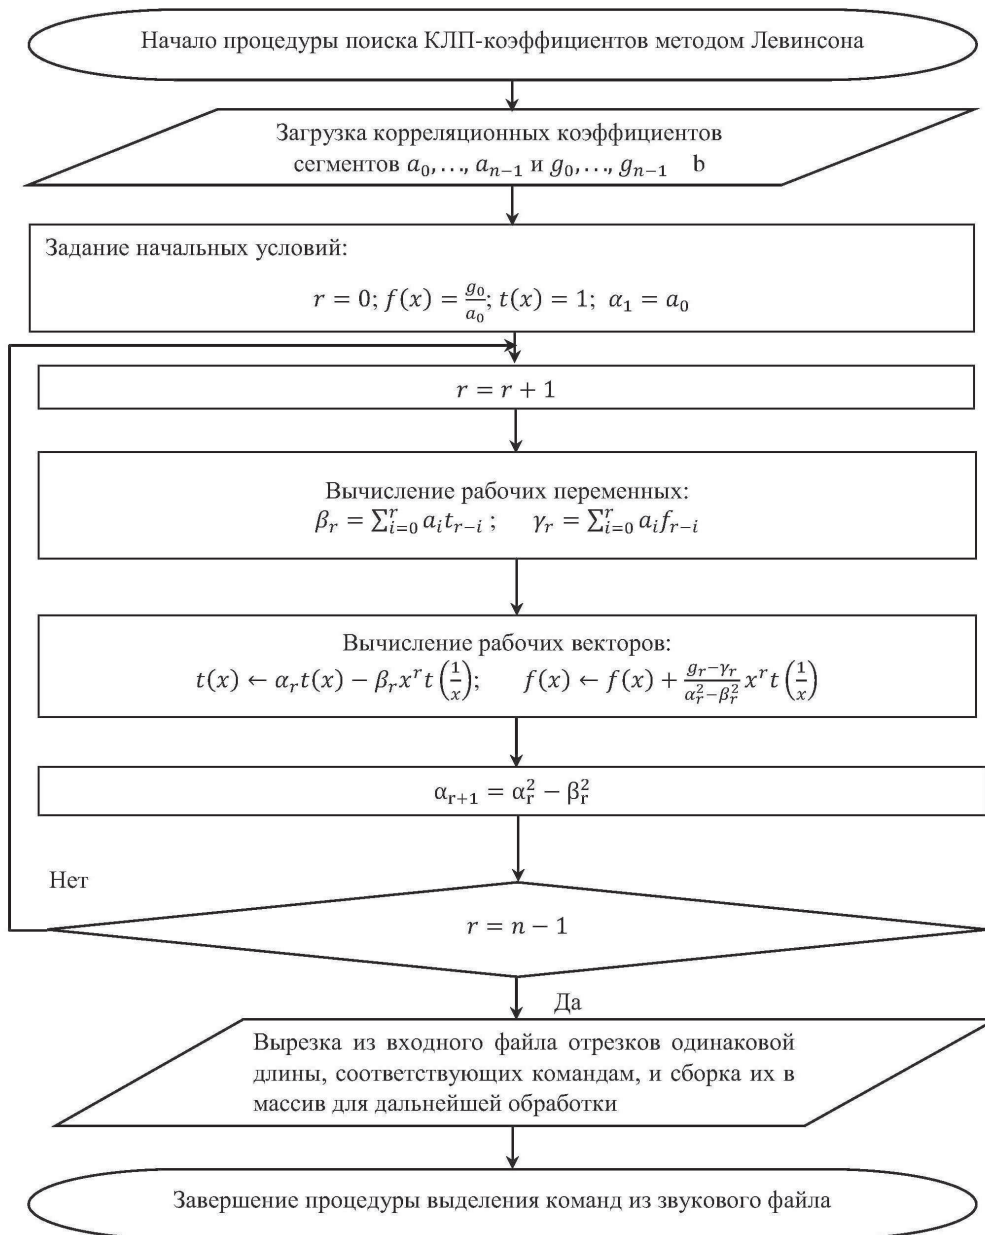 Начало процедуры поиска КЛП-коэффициентов методом Левинсона
Загрузка корреляционных коэффициентов
сегментов a₀,…, aₙ₋₁ и g₀,…, gₙ₋₁ b
Задание начальных условий:
r = 0; f(x) = g₀/a₀; t(x) = 1; α₁ = a₀
r = r + 1
Вычисление рабочих переменных:
βᵣ = ∑ᵢ₌₀ʳ aᵢtᵣ₋ᵢ ; γᵣ = ∑ᵢ₌₀ʳ aᵢfᵣ₋ᵢ
Вычисление рабочих векторов:
t(x) ← αᵣt(x) − βᵣxʳt(1/x); f(x) ← f(x) + (gᵣ−γᵣ)/(αᵣ²−βᵣ²) xʳt(1/x)
αᵣ₊₁ = αᵣ² − βᵣ²
Нет
r = n − 1
Да
Вырезка из входного файла отрезков одинаковой
длины, соответствующих командам, и сборка их в
массив для дальнейшей обработки
Завершение процедуры выделения команд из звукового файла